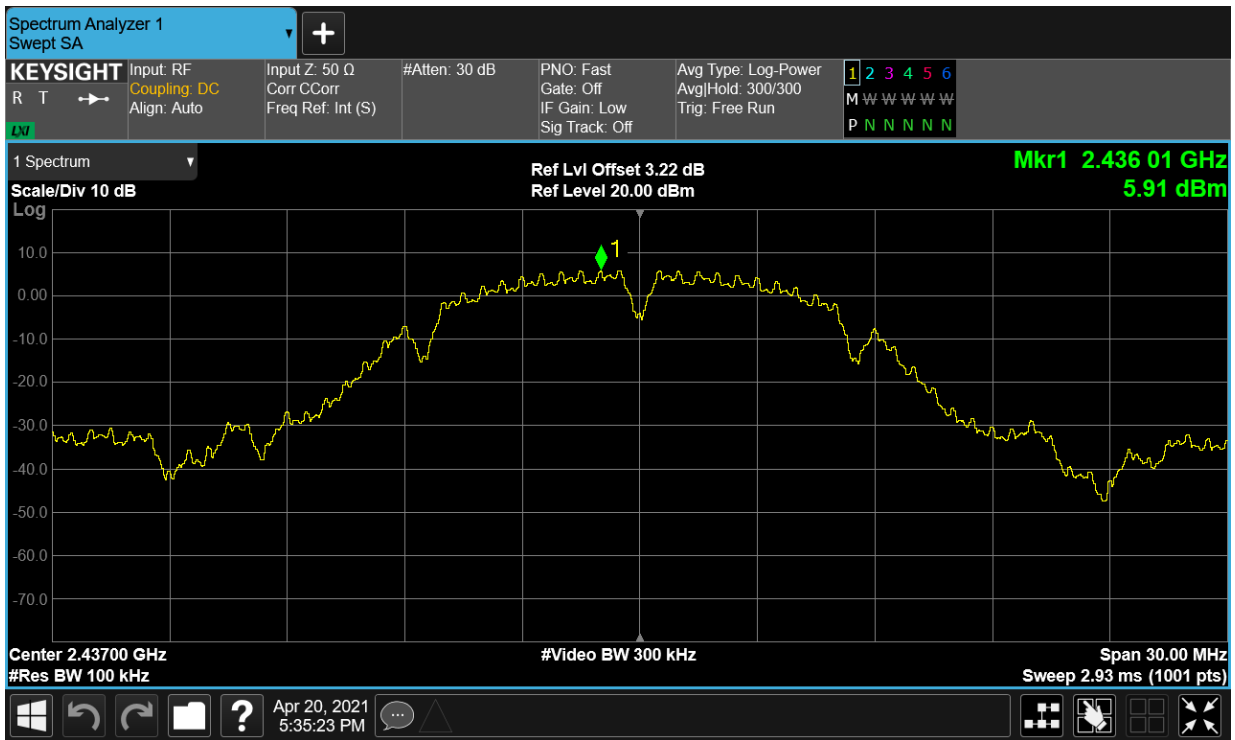 Spectrum Analyzer 1
Swept SA
KEYSIGHT Input: RF Input Z: 50 Ω #Atten: 30 dB PNO: Fast Avg Type: Log-Power 1 2 3 4 5 6
R T Coupling: DC Corr CCorr Gate: Off Avg|Hold: 300/300 M W W W W W W
Align: Auto Freq Ref: Int (S) IF Gain: Low Trig: Free Run
LXI Sig Track: Off P N N N N N N
1 Spectrum Ref Lvl Offset 3.22 dB Mkr1 2.436 01 GHz
Scale/Div 10 dB Ref Level 20.00 dBm 5.91 dBm
Log
1
10.0
0.00
-10.0
-20.0
-30.0
-40.0
-50.0
-60.0
-70.0
Center 2.43700 GHz #Video BW 300 kHz Span 30.00 MHz
#Res BW 100 kHz Sweep 2.93 ms (1001 pts)
? Apr 20, 2021
5:35:23 PM